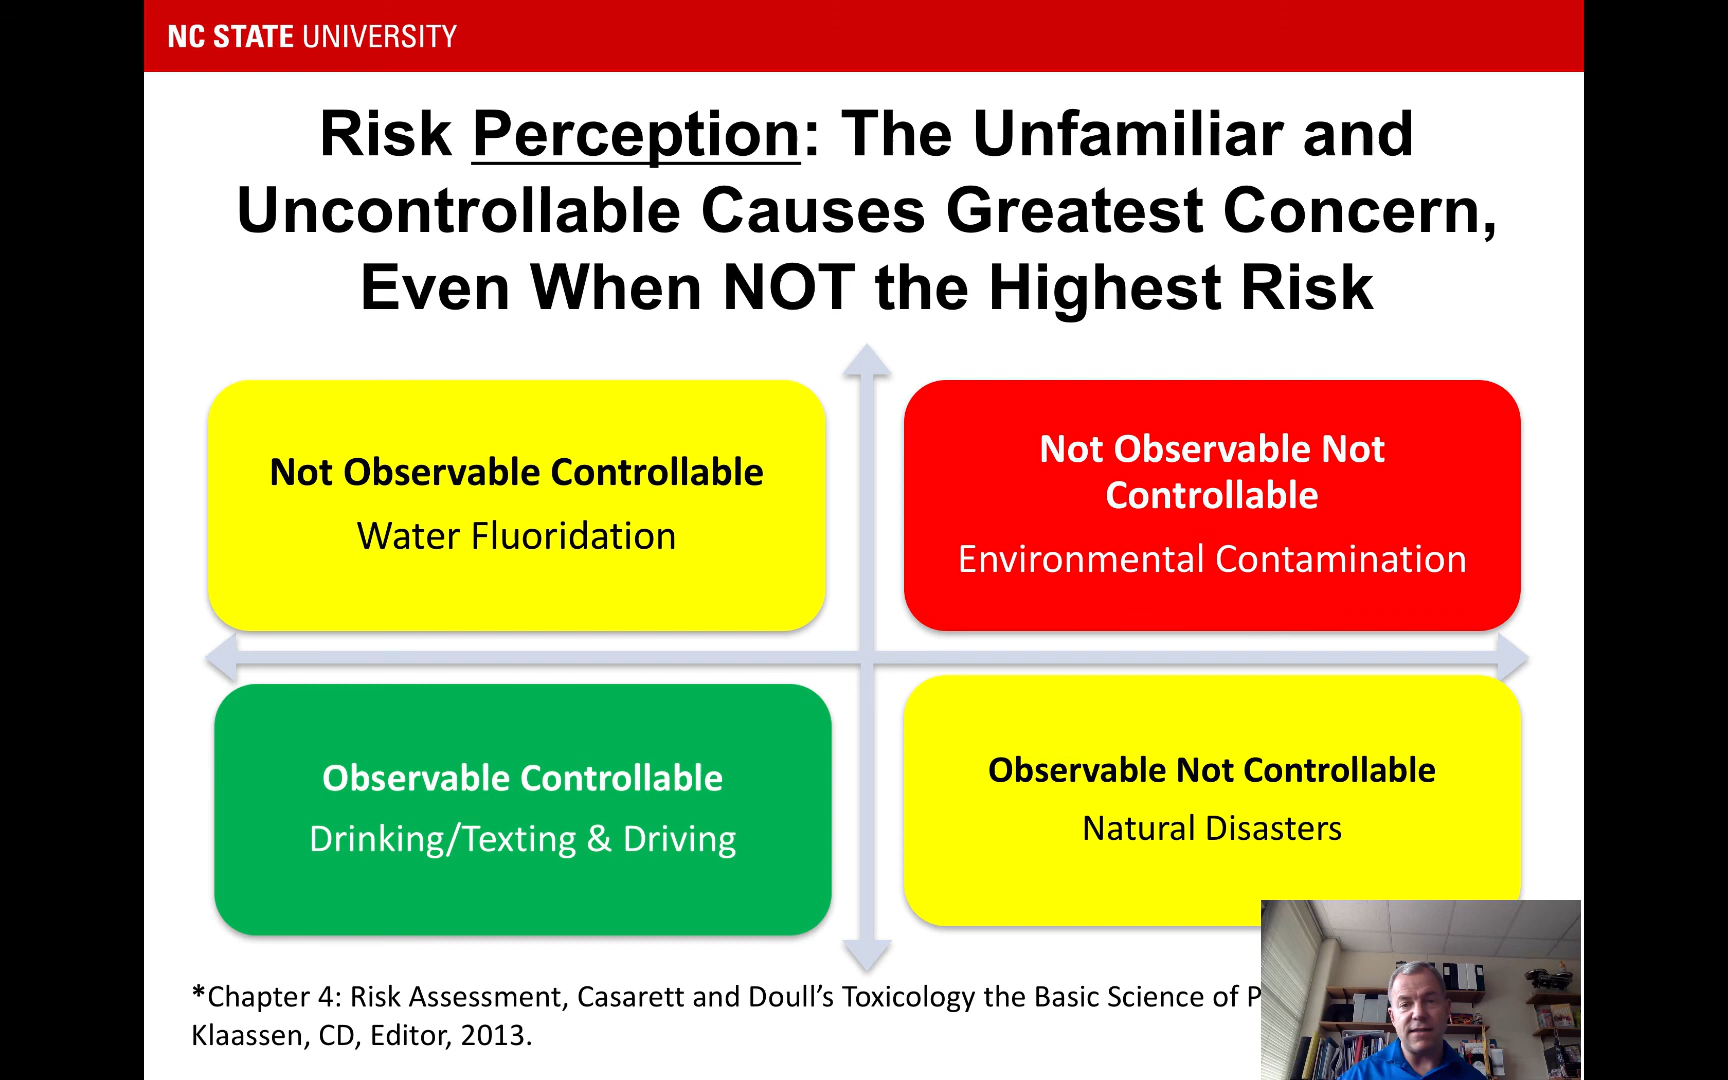 NC STATE UNIVERSITY
Risk Perception: The Unfamiliar and
Uncontrollable Causes Greatest Concern,
Even When NOT the Highest Risk
Not Observable Controllable
Water Fluoridation
Not Observable Not
Controllable
Environmental Contamination
Observable Controllable
Drinking/Texting & Driving
Observable Not Controllable
Natural Disasters
*Chapter 4: Risk Assessment, Casarett and Doull’s Toxicology the Basic Science of
Klaassen, CD, Editor, 2013.